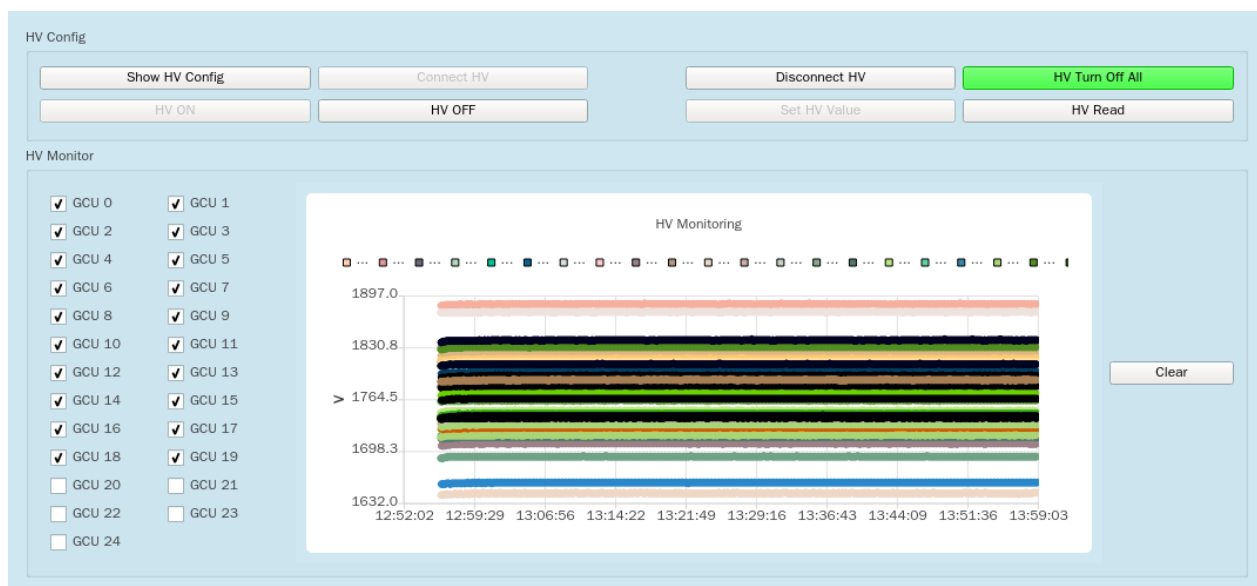 HV Config
Show HV Config Connect HV Disconnect HV HV Turn Off All
HV ON HV OFF Set HV Value HV Read
HV Monitor
GCU 0 GCU 1
GCU 2 GCU 3
GCU 4 GCU 5
GCU 6 GCU 7
GCU 8 GCU 9
GCU 10 GCU 11
GCU 12 GCU 13
GCU 14 GCU 15
GCU 16 GCU 17
GCU 18 GCU 19
GCU 20 GCU 21
GCU 22 GCU 23
GCU 24
HV Monitoring
... ... ... ... ... ... ... ... ... ... ... ... ... ... ... ... ... ... ... ...
1897.0
1830.8
1764.5
1698.3
1632.0
V
12:52:02 12:59:29 13:06:56 13:14:22 13:21:49 13:29:16 13:36:43 13:44:09 13:51:36 13:59:03
Clear